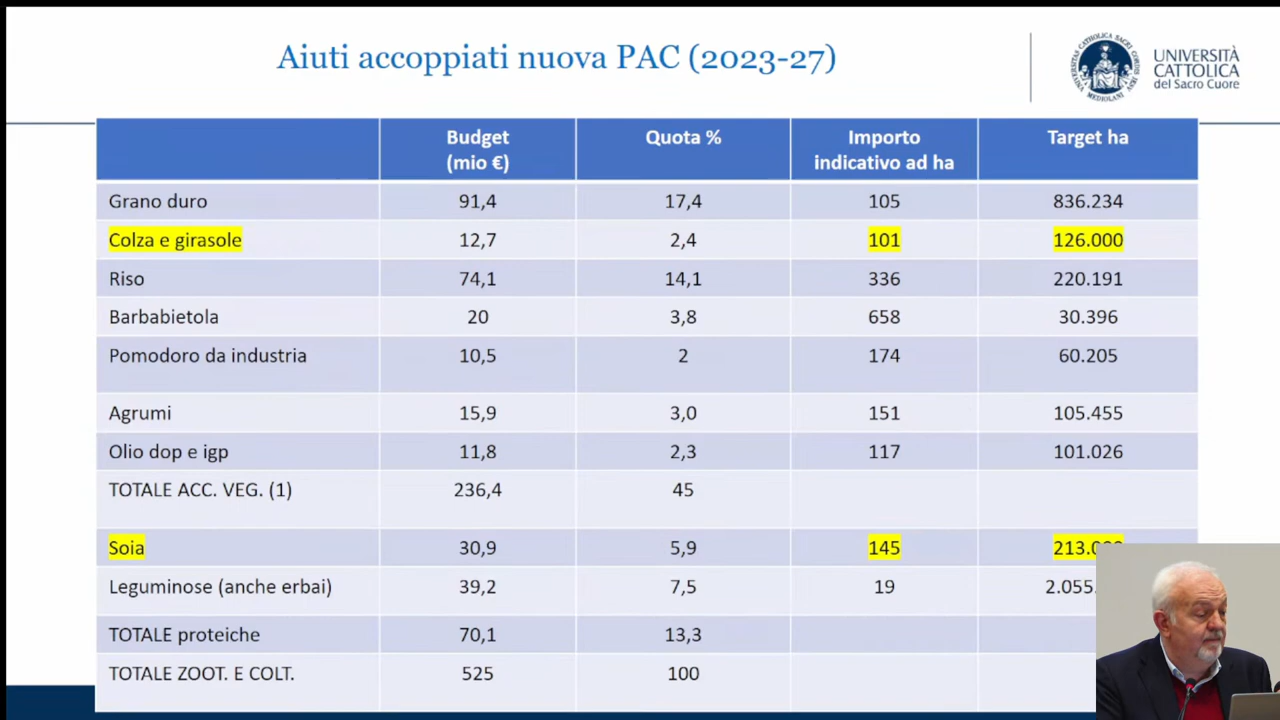 Aiuti accoppiati nuova PAC (2023-27)
UNIVERSITÀ
CATTOLICA
del Sacro Cuore
Budget (mio €) Quota % Importo indicativo ad ha Target ha
Grano duro 91,4 17,4 105 836.234
Colza e girasole 12,7 2,4 101 126.000
Riso 74,1 14,1 336 220.191
Barbabietola 20 3,8 658 30.396
Pomodoro da industria 10,5 2 174 60.205
Agrumi 15,9 3,0 151 105.455
Olio dop e igp 11,8 2,3 117 101.026
TOTALE ACC. VEG. (1) 236,4 45
Soia 30,9 5,9 145
Leguminose (anche erbai) 39,2 7,5 19
TOTALE proteiche 70,1 13,3
TOTALE ZOOT. E COLT. 525 100